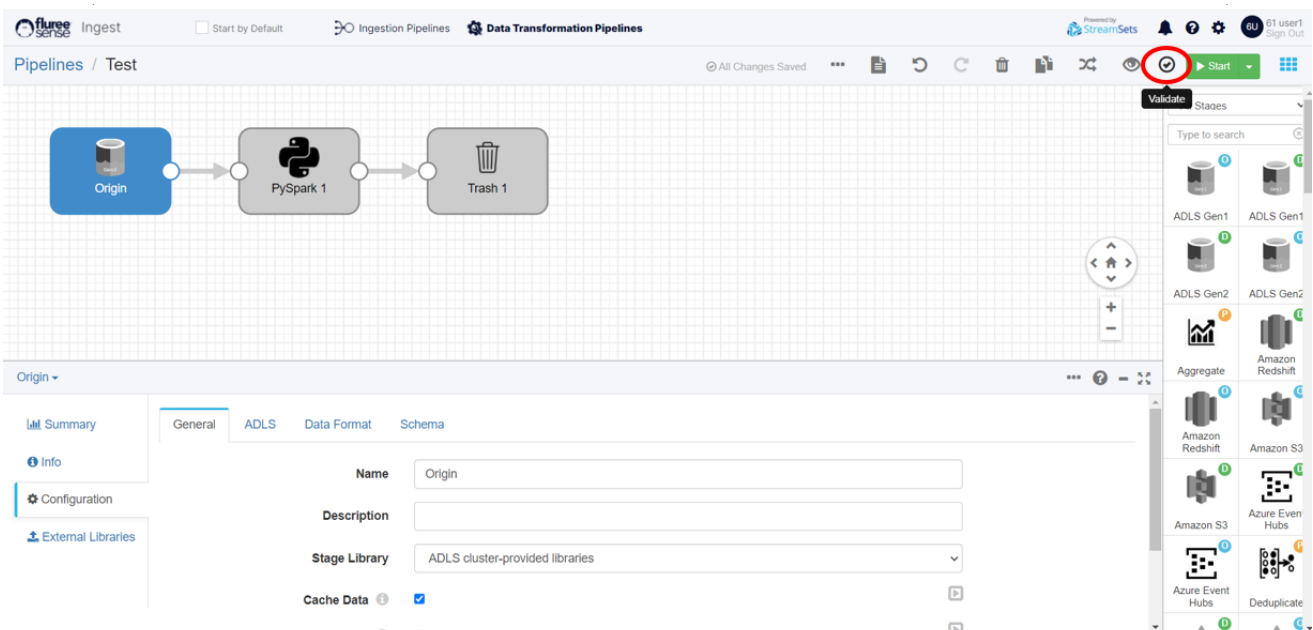 fluree
sense
Ingest
Start by Default
Ingestion Pipelines
Data Transformation Pipelines
Powered by
StreamSets
6U
61 user1
Sign Out
Pipelines / Test
All Changes Saved
Start
Validate
Stages
Type to search
Origin
PySpark 1
Trash 1
O
D
ADLS Gen1
ADLS Gen1
D
O
ADLS Gen2
ADLS Gen2
P
D
Aggregate
Amazon
Redshift
O
O
Amazon
Redshift
Amazon S3
D
D
Amazon S3
Azure Event
Hubs
O
P
Azure Event
Hubs
Deduplicate
D
Origin
Summary
Info
Configuration
External Libraries
General
ADLS
Data Format
Schema
Name
Origin
Description
Stage Library
ADLS cluster-provided libraries
Cache Data